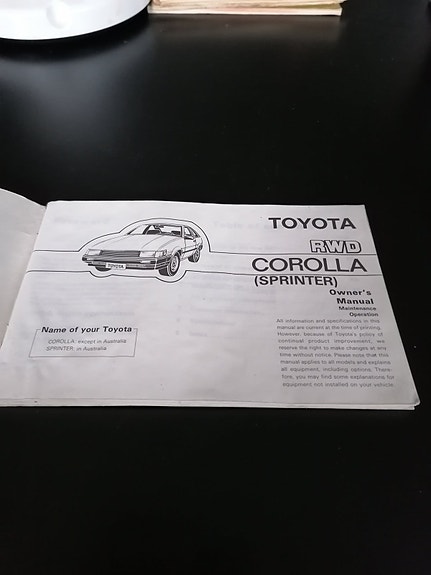 TOYOTA
RWD
COROLLA
(SPRINTER)
Owner's
Manual
Maintenance
Operation
All information and specifications in this
manual are current at the time of printing.
However, because of Toyota's policy of
continual product improvement, we
reserve the right to make changes at any
time without notice. Please note that this
manual applies to all models and explains
all equipment, including options. There-
fore, you may find some explanations for
equipment not installed on your vehicle.
TOYOTA
Name of your Toyota
COROLLA: except in Australia
SPRINTER: in Australia